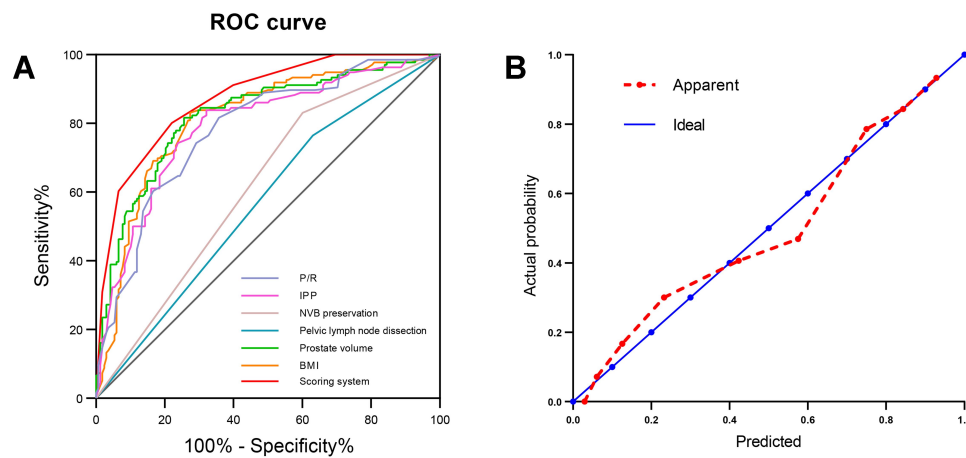 ROC curve
A
100
80
60
40
20
0
Sensitivity%
P/R
IPP
NVB preservation
Pelvic lymph node dissection
Prostate volume
BMI
Scoring system
0 20 40 60 80 100
100% - Specificity%
B
1.0
0.8
0.6
0.4
0.2
0.0
Actual probability
Apparent
Ideal
0.0 0.2 0.4 0.6 0.8 1.
Predicted